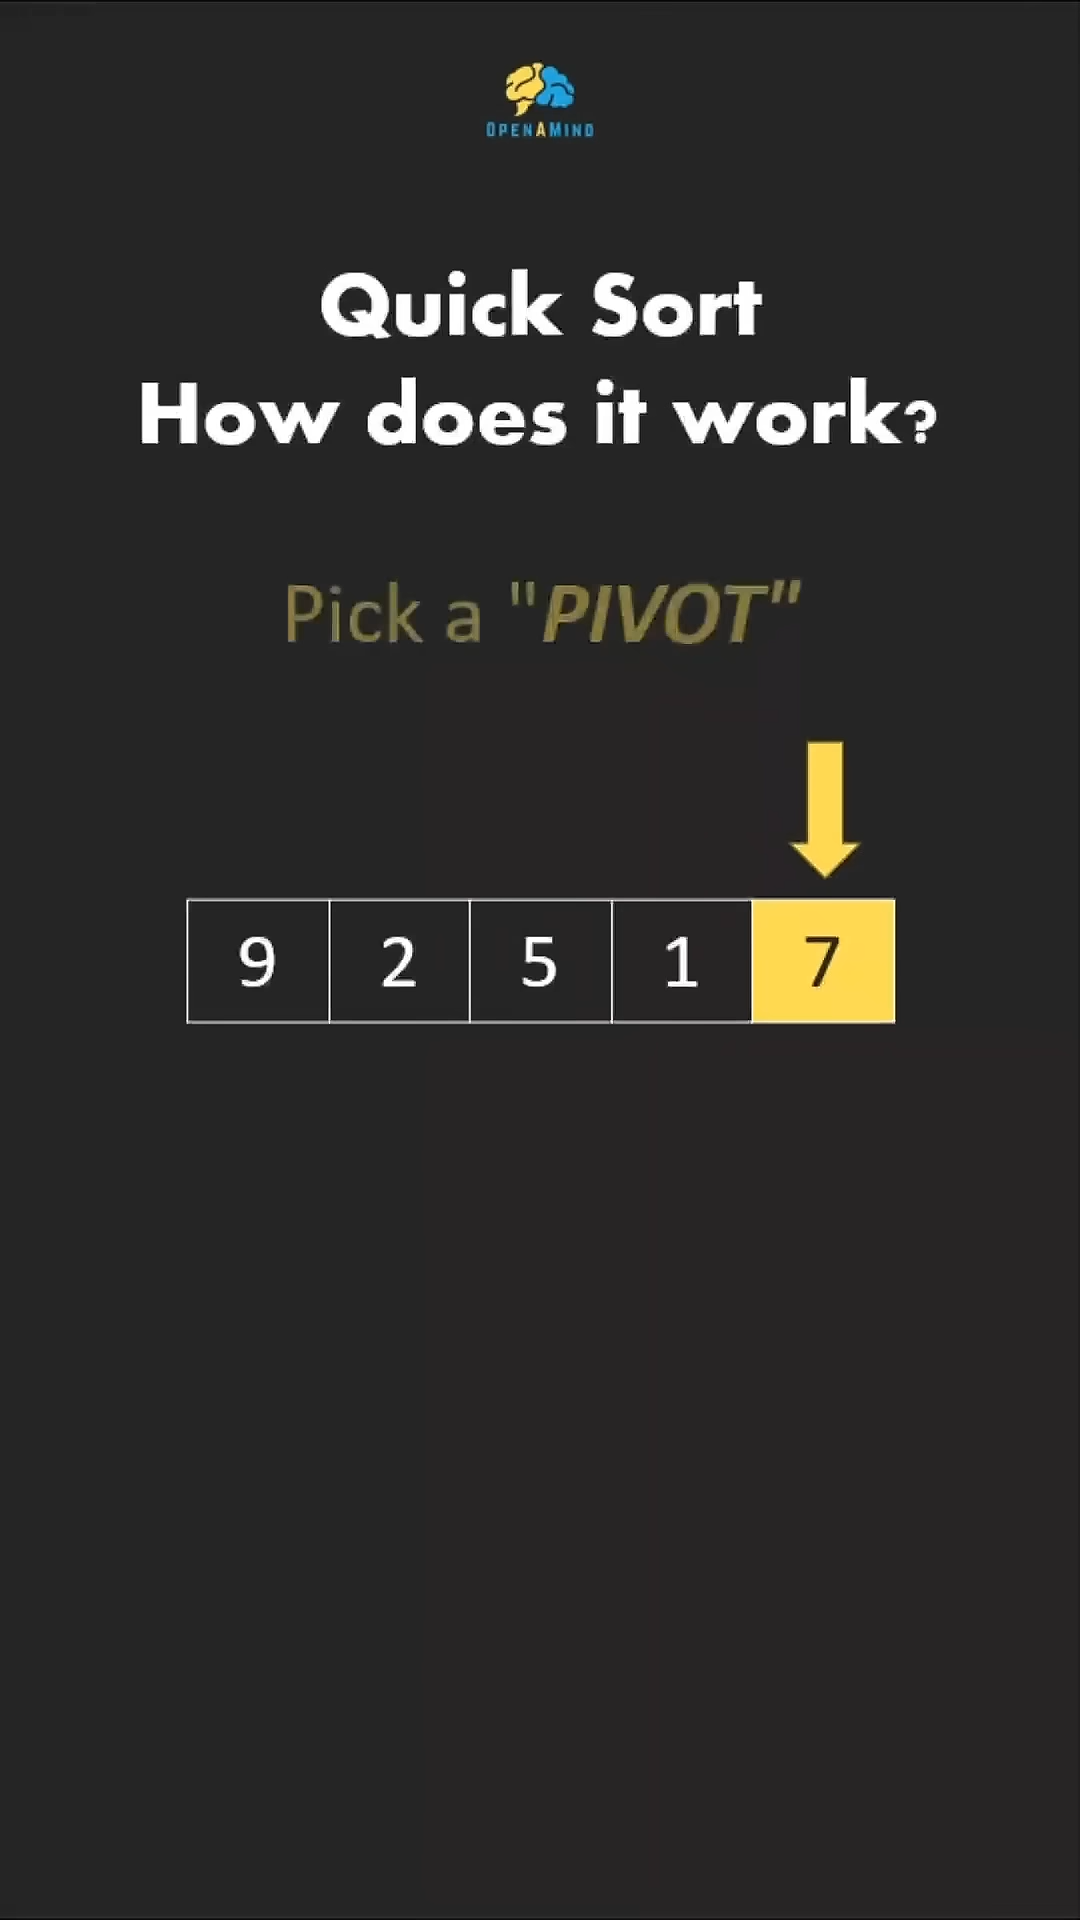 OPENAMIND
Quick Sort
How does it work?
Pick a "PIVOT"
9 2 5 1 7